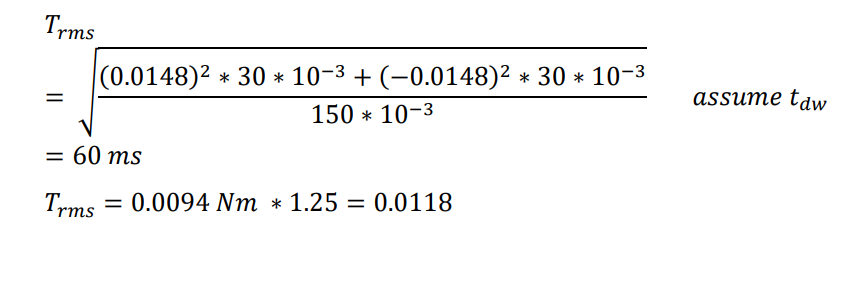 T_rms
= √(((0.0148)² * 30 * 10⁻³ + (−0.0148)² * 30 * 10⁻³) / (150 * 10⁻³)) assume t_dw
= 60 ms
T_rms = 0.0094 Nm * 1.25 = 0.0118